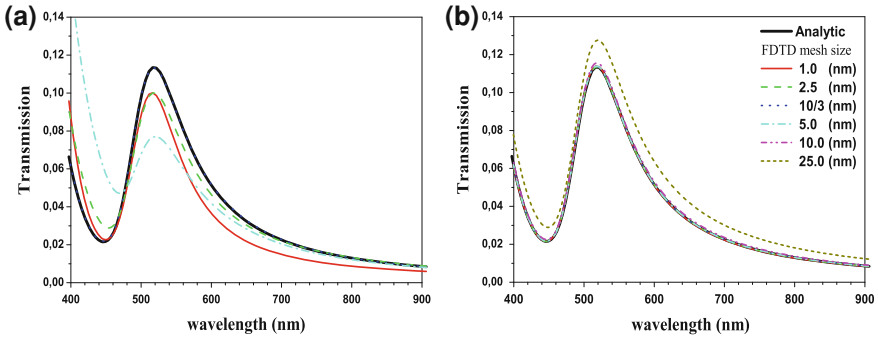 (a)
0,14
0,12
0,10
0,08
0,06
0,04
0,02
0,00
Transmission
400 500 600 700 800 900
wavelength (nm)
(b)
0,14
0,12
0,10
0,08
0,06
0,04
0,02
0,00
Transmission
Analytic
FDTD mesh size
1.0 (nm)
2.5 (nm)
10/3 (nm)
5.0 (nm)
10.0 (nm)
25.0 (nm)
400 500 600 700 800 900
wavelength (nm)